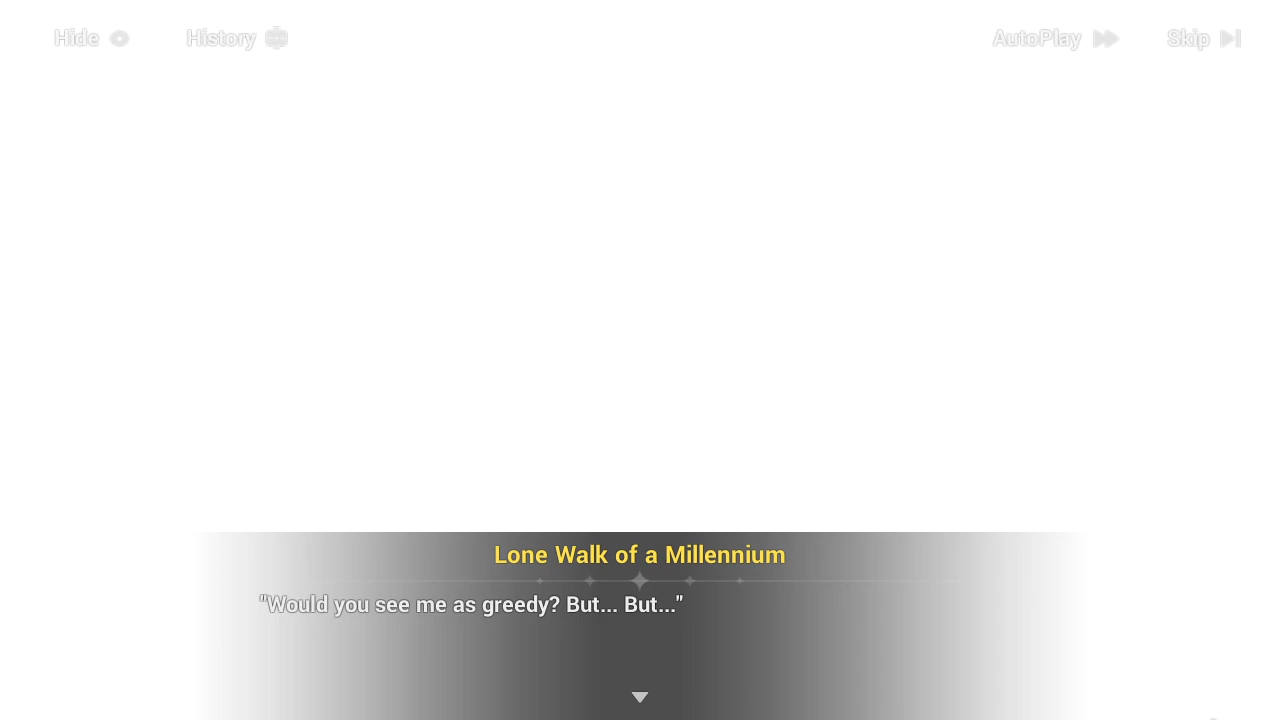 Hide
History
AutoPlay
Skip
Lone Walk of a Millennium
"Would you see me as greedy? But... But..."